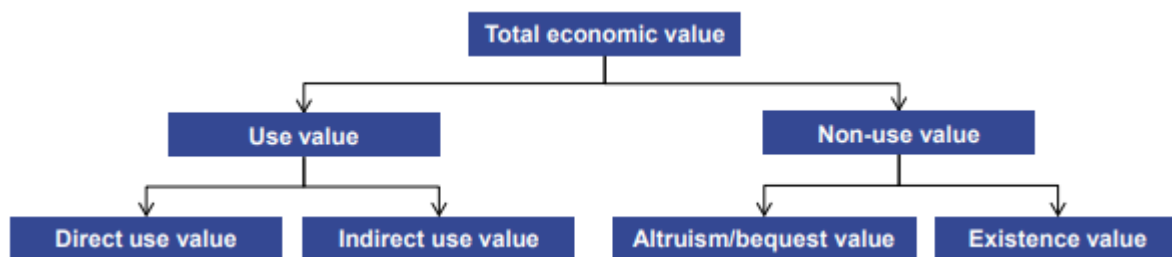 Total economic value
Use value
Non-use value
Direct use value
Indirect use value
Altruism/bequest value
Existence value